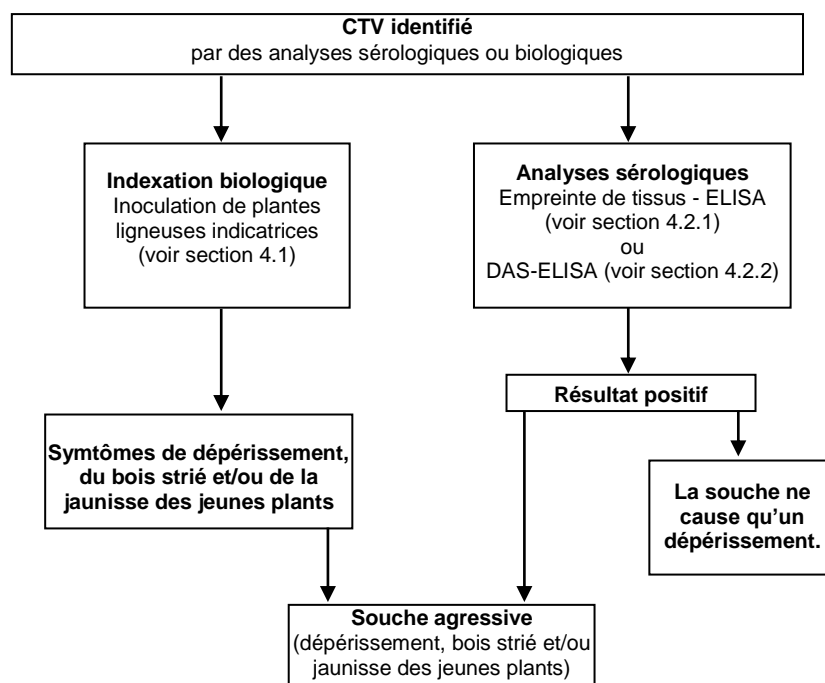 CTV identifié
par des analyses sérologiques ou biologiques
Indexation biologique
Inoculation de plantes
ligneuses indicatrices
(voir section 4.1)
Analyses sérologiques
Empreinte de tissus - ELISA
(voir section 4.2.1)
ou
DAS-ELISA (voir section 4.2.2)
Résultat positif
Symtômes de dépérissement,
du bois strié et/ou de la
jaunisse des jeunes plants
La souche ne
cause qu’un
dépérissement.
Souche agressive
(dépérissement, bois strié et/ou
jaunisse des jeunes plants)